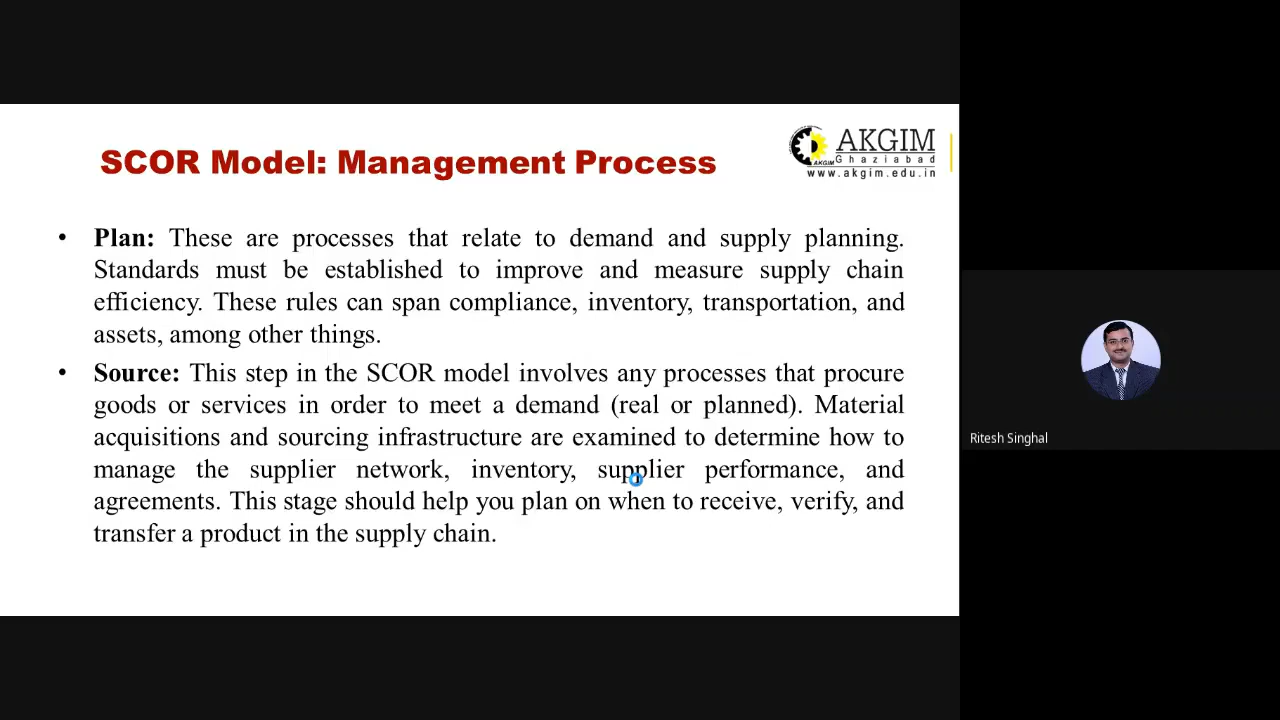 SCOR Model: Management Process
AKGIM
Ghaziabad
AKGIM
www.akgim.edu.in
• Plan: These are processes that relate to demand and supply planning.
Standards must be established to improve and measure supply chain
efficiency. These rules can span compliance, inventory, transportation, and
assets, among other things.
• Source: This step in the SCOR model involves any processes that procure
goods or services in order to meet a demand (real or planned). Material
acquisitions and sourcing infrastructure are examined to determine how to
manage the supplier network, inventory, supplier performance, and
agreements. This stage should help you plan on when to receive, verify, and
transfer a product in the supply chain.
Ritesh Singhal